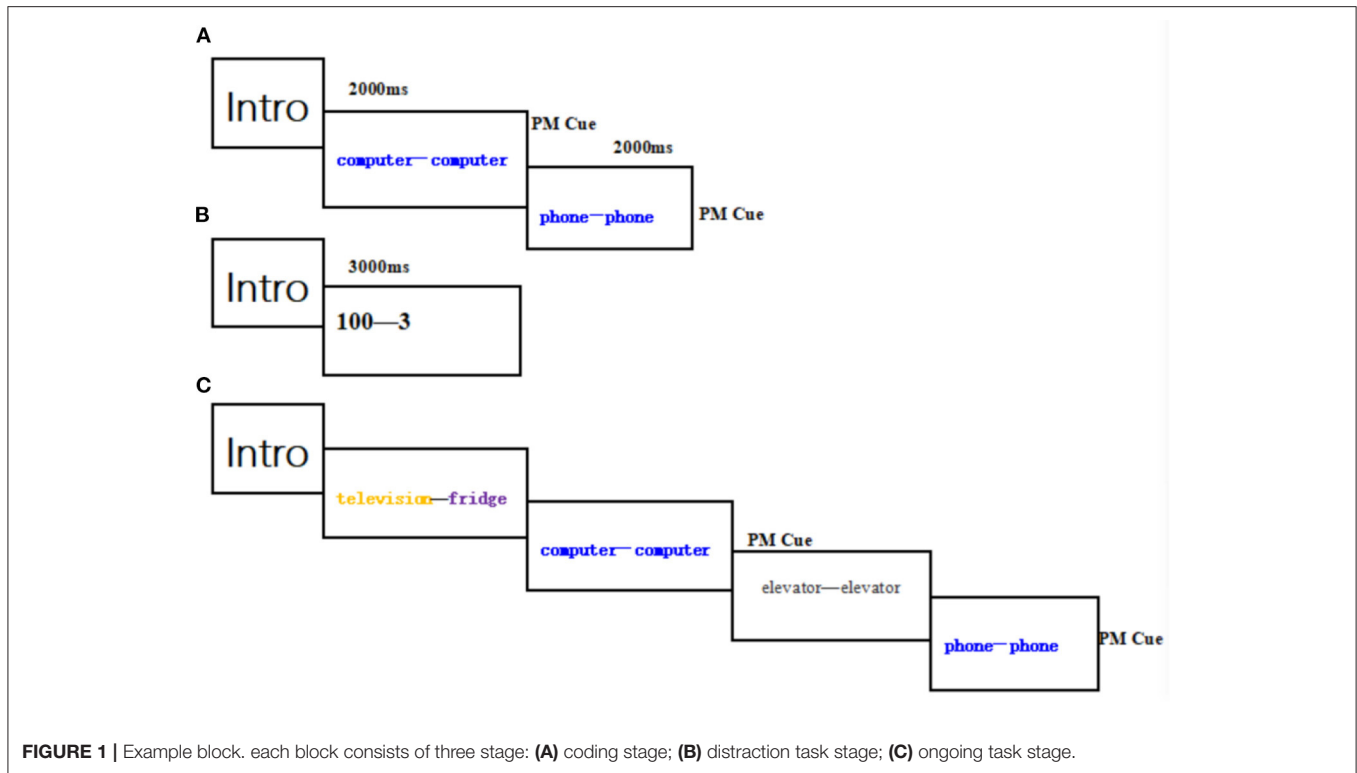 A
Intro
2000ms
PM Cue
computer—computer
2000ms
phone—phone
PM Cue
B
Intro
3000ms
100—3
C
Intro
television—fridge
computer—computer
PM Cue
elevator—elevator
phone—phone
PM Cue
FIGURE 1 | Example block. each block consists of three stage: (A) coding stage; (B) distraction task stage; (C) ongoing task stage.